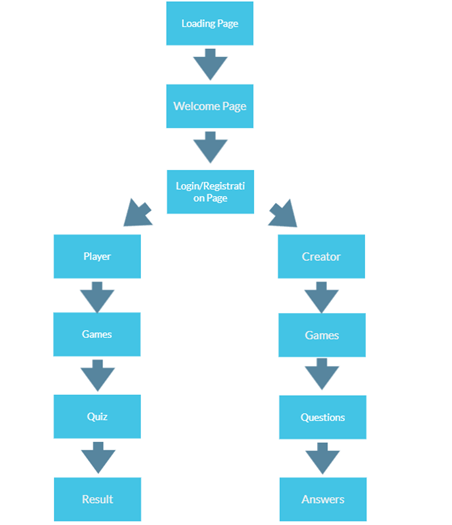 Loading Page
Welcome Page
Login/Registrati
on Page
Player
Creator
Games
Games
Quiz
Questions
Result
Answers